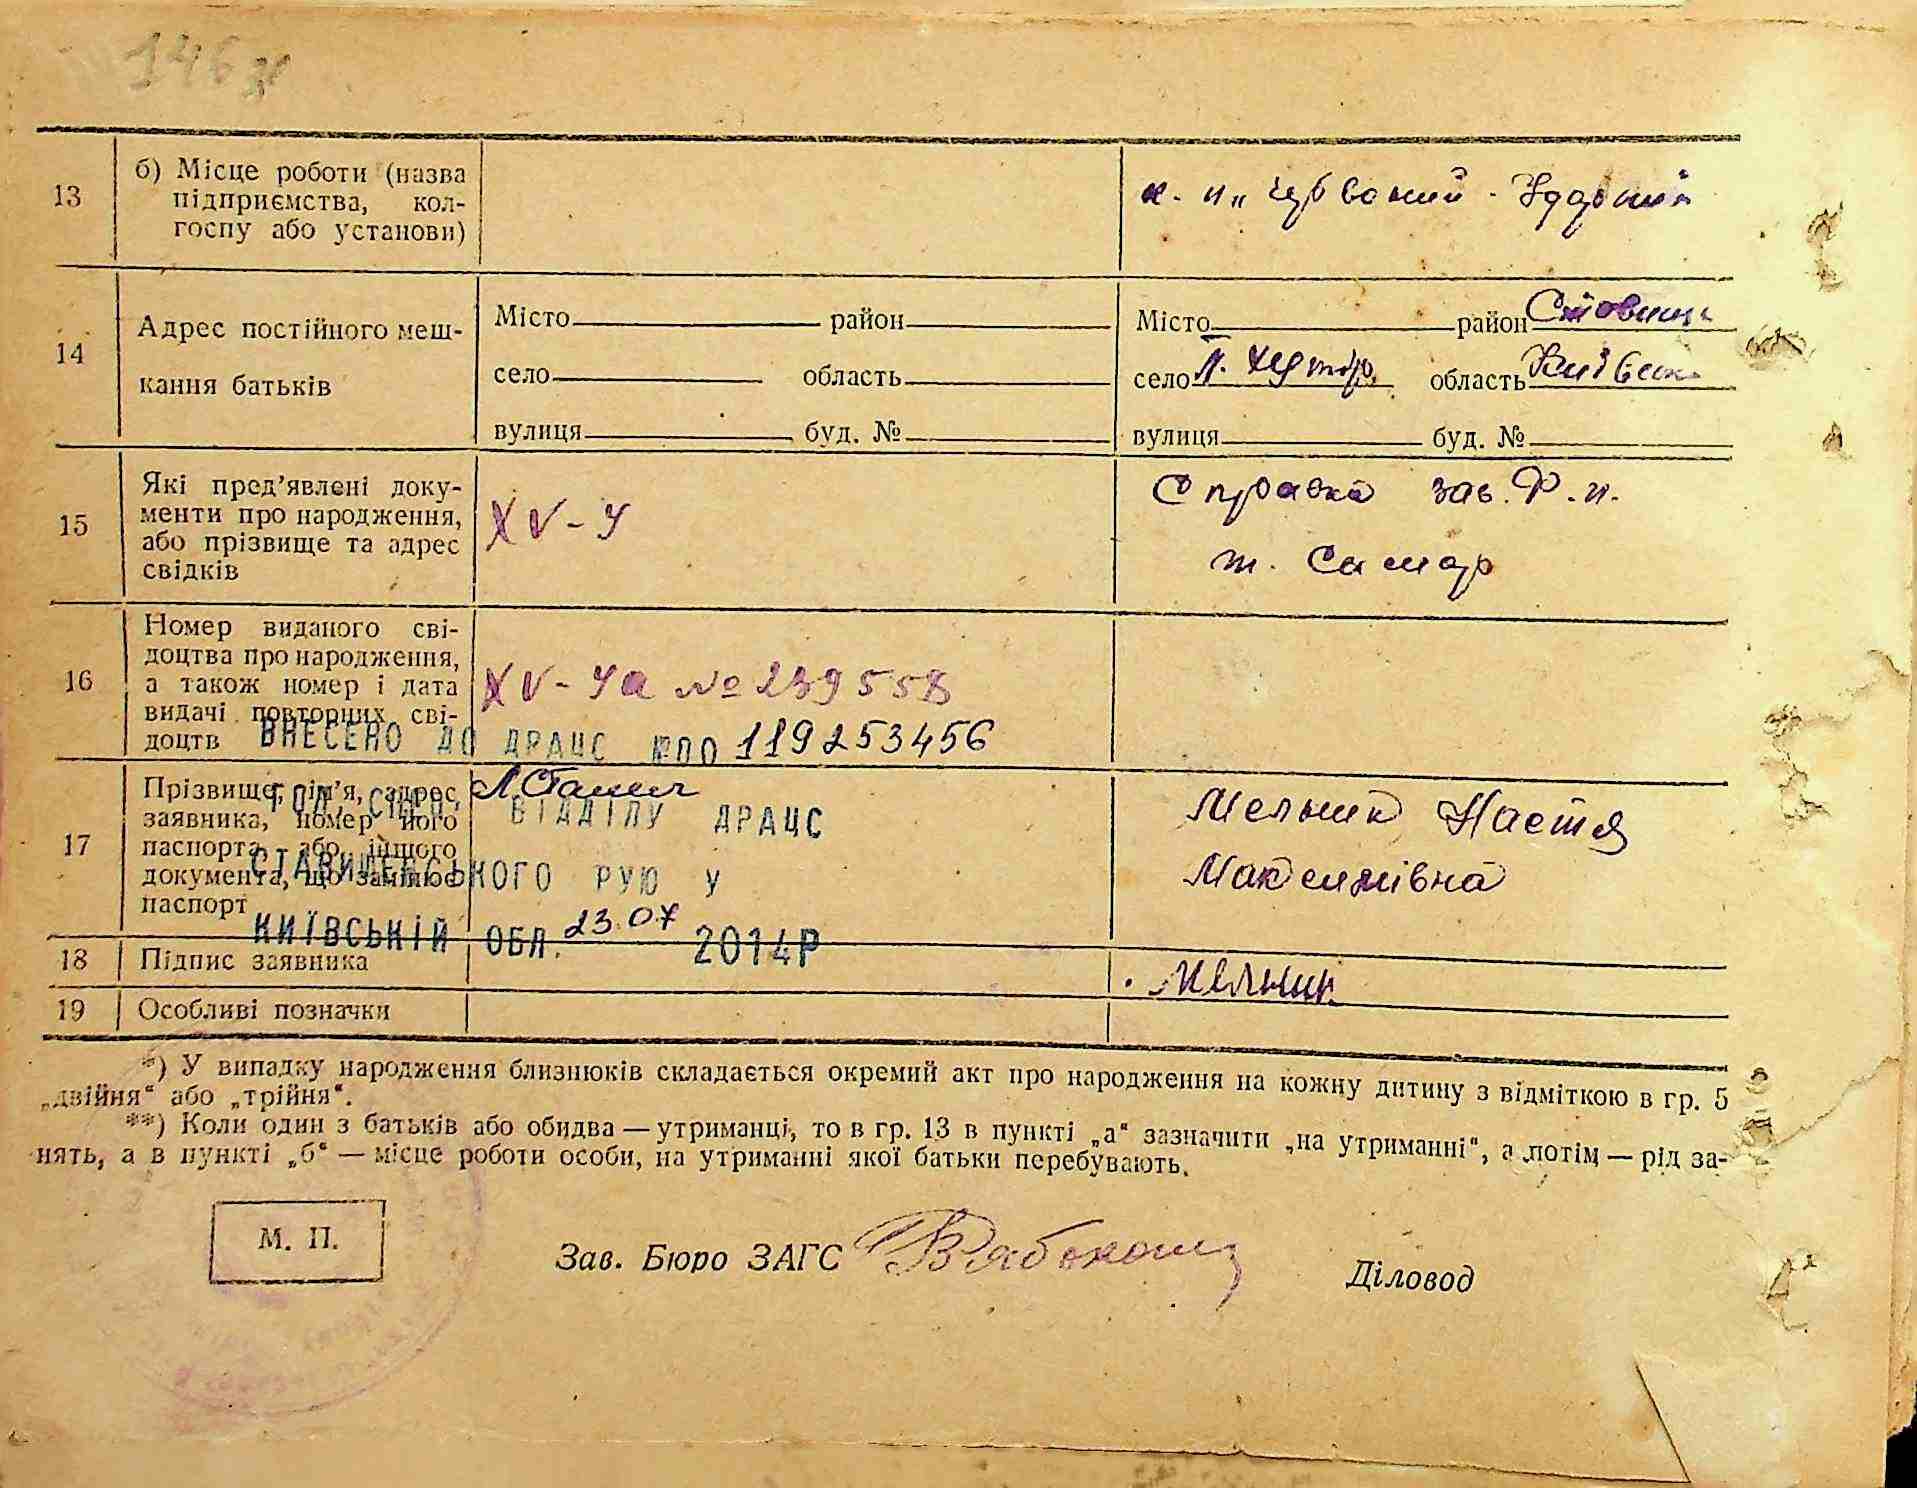 146 зв
13
б) Місце роботи (назва
підприємства, кол-
госпу або установи)
к. п. „Червоний - Ударник
14
Адрес постійного меш-
кання батьків
Місто район
село область
вулиця буд. №
Місто район Ставищ
село область Київськ
вулиця буд. №
15
Які пред'явлені доку-
менти про народження,
або прізвище та адрес
свідків
XV-У
Справка зав. Р.п.
т. Самар
16
Номер виданого сві-
доцтва про народження,
а також номер і дата
видачі повторних сві-
доцтв
XV-Уа № 239558
ВНЕСЕНО ДО ДРАЦС 119253456
17
Прізвище, ім'я, адрес
заявника, номер його
паспорта або іншого
документа, що замінює
паспорт
ВІДДІЛУ ДРАЦС
СТАВИЩЕНСЬКОГО РУЮ У
КИЇВСЬКІЙ ОБЛ. 23.07 2014Р
Мельник Настя
Максимівна
18
Підпис заявника
Мельник
19
Особливі позначки
*) У випадку народження близнюків складається окремий акт про народження на кожну дитину з відміткою в гр. 5
„двійня“ або „трійня“.
**) Коли один з батьків або обидва — утриманці, то в гр. 13 в пункті „а“ зазначити „на утриманні“, а потім — рід за-
нять, а в пункті „б“ — місце роботи особи, на утриманні якої батьки перебувають.
М. П.
Зав. Бюро ЗАГС
Діловод